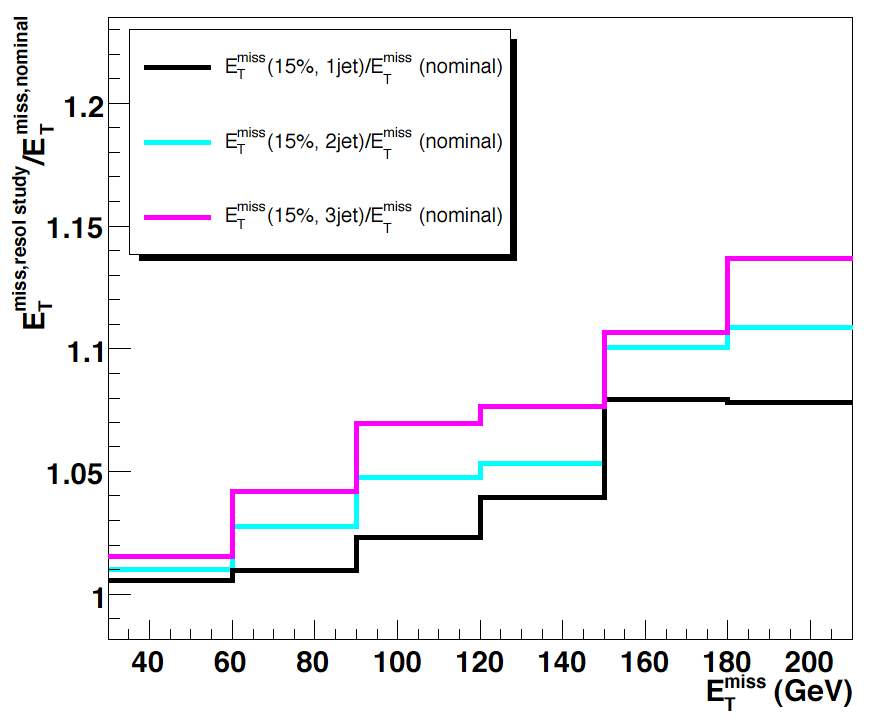 E_T^miss,resol study/E_T^miss,nominal
E_T^miss(15%, 1jet)/E_T^miss (nominal)
E_T^miss(15%, 2jet)/E_T^miss (nominal)
E_T^miss(15%, 3jet)/E_T^miss (nominal)
1.2
1.15
1.1
1.05
1
40 60 80 100 120 140 160 180 200
E_T^miss (GeV)